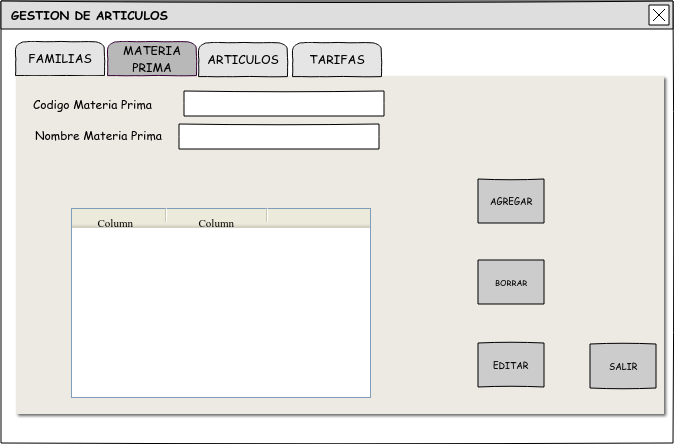 GESTION DE ARTICULOS
FAMILIAS
MATERIA
PRIMA
ARTICULOS
TARIFAS
Codigo Materia Prima
Nombre Materia Prima
Column Column
AGREGAR
BORRAR
EDITAR
SALIR